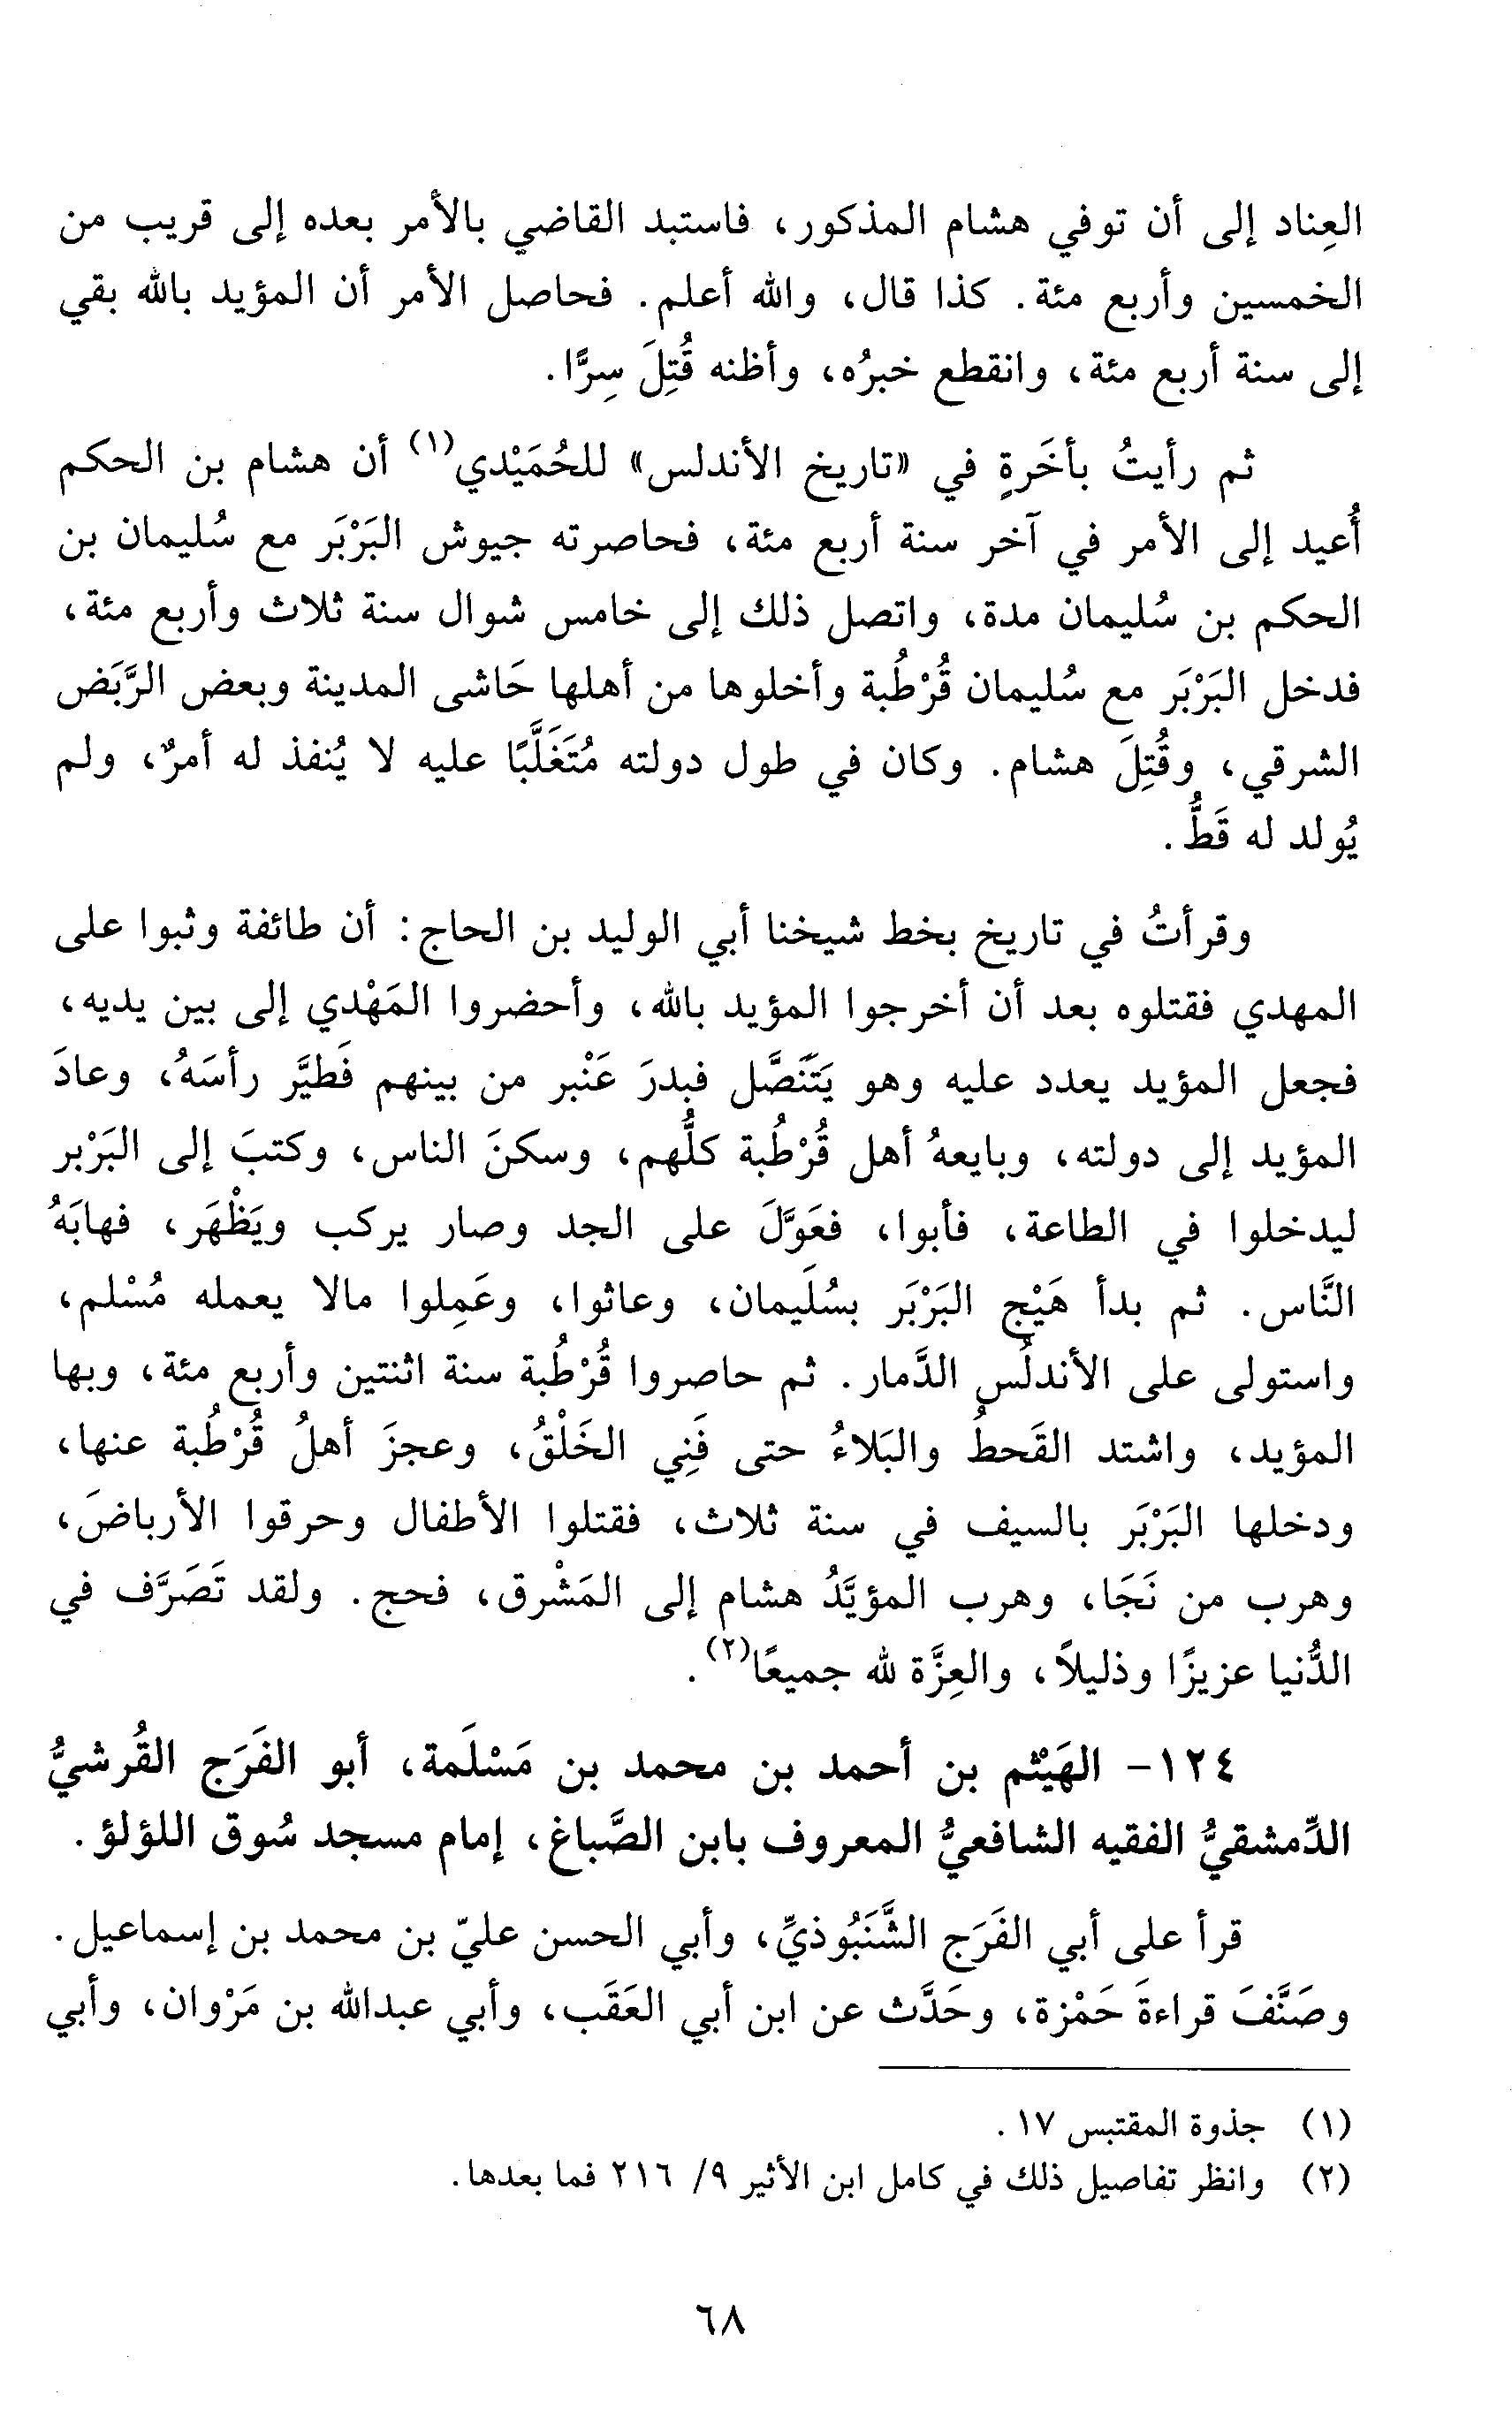 العِناد إلى أن توفي هشام المذكور، فاستبد القاضي بالأمر بعده إلى قريب من
الخمسين وأربع مئة. كذا قال، والله أعلم. فحاصل الأمر أن المؤيد بالله بقي
إلى سنة أربع مئة، وانقطع خبرُه، وأظنه قُتِلَ سِرًّا.
ثم رأيتُ بأخَرةٍ في «تاريخ الأندلس» للحُمَيْدي(١) أن هشام بن الحكم
أُعيد إلى الأمر في آخر سنة أربع مئة، فحاصرته جيوش البَرْبَر مع سُليمان بن
الحكم بن سُليمان مدة، واتصل ذلك إلى خامس شوال سنة ثلاث وأربع مئة،
فدخل البَرْبَر مع سُليمان قُرْطُبة وأخلوها من أهلها حَاشى المدينة وبعض الرَّبَض
الشرقي، وقُتِلَ هشام. وكان في طول دولته مُتَغَلَّبًا عليه لا يُنفذ له أمرٌ، ولم
يُولد له قَطُّ.
وقرأتُ في تاريخ بخط شيخنا أبي الوليد بن الحاج: أن طائفة وثبوا على
المهدي فقتلوه بعد أن أخرجوا المؤيد بالله، وأحضروا المَهْدي إلى بين يديه،
فجعل المؤيد يعدد عليه وهو يَتَنَصَّل فبدرَ عَنْبر من بينهم فَطيَّر رأسَهُ، وعادَ
المؤيد إلى دولته، وبايعهُ أهل قُرْطُبة كلُّهم، وسكنَ الناس، وكتبَ إلى البَرْبر
ليدخلوا في الطاعة، فأبوا، فعَوَّلَ على الجد وصار يركب ويَظْهَر، فهابَهُ
النَّاس. ثم بدأ هَيْج البَرْبَر بسُلَيمان، وعاثوا، وعَمِلوا مالا يعمله مُسْلم،
واستولى على الأندلُس الدَّمار. ثم حاصروا قُرْطُبة سنة اثنتين وأربع مئة، وبها
المؤيد، واشتد القَحطُ والبَلاءُ حتى فَنِي الخَلْقُ، وعجزَ أهلُ قُرْطُبة عنها،
ودخلها البَرْبَر بالسيف في سنة ثلاث، فقتلوا الأطفال وحرقوا الأرباضَ،
وهرب من نَجَا، وهرب المؤيَّدُ هشام إلى المَشْرق، فحج. ولقد تَصَرَّف في
الدُّنيا عزيزًا وذليلاً، والعِزَّة لله جميعًا(٢).
١٢٤- الهَيْثم بن أحمد بن محمد بن مَسْلَمة، أبو الفَرَج القُرشيُّ
الدِّمشقيُّ الفقيه الشافعيُّ المعروف بابن الصَّباغ، إمام مسجد سُوق اللؤلؤ.
قرأ على أبي الفَرَج الشَّنَبُوذيِّ، وأبي الحسن عليّ بن محمد بن إسماعيل.
وصَنَّفَ قراءةَ حَمْزة، وحَدَّث عن ابن أبي العَقَب، وأبي عبدالله بن مَرْوان، وأبي
(١) جذوة المقتبس ١٧.
(٢) وانظر تفاصيل ذلك في كامل ابن الأثير ٩/ ٢١٦ فما بعدها.
٦٨